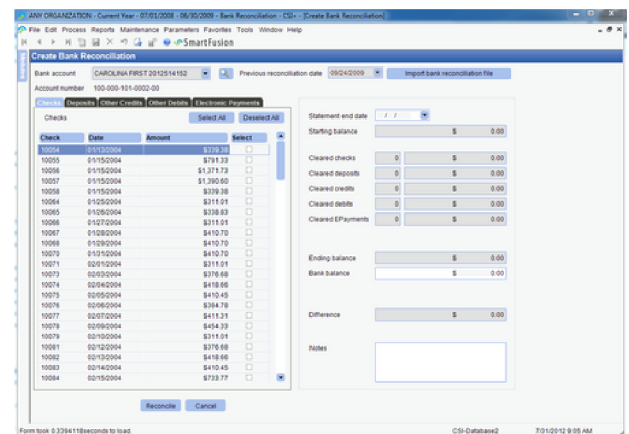 ANY ORGANIZATION - Current Year - 07/01/2008 - 06/30/2009 - Bank Reconciliation - CSI+ - [Create Bank Reconciliation]
File Edit Process Reports Maintenance Parameters Favorites Tools Window Help
SmartFusion
Create Bank Reconciliation
Bank account CAROLINA FIRST 2012514152 Previous reconciliation date 09/24/2009 Import bank reconciliation file
Account number 100-000-101-0002-00
Checks Deposits Other Credits Other Debits Electronic Payments
Checks Select All Deselect All
Check Date Amount Select
10054 01/13/2004 $339.38
10055 01/15/2004 $791.33
10056 01/15/2004 $1,371.73
10057 01/15/2004 $1,390.60
10058 01/15/2004 $339.38
10064 01/25/2004 $311.01
10065 01/26/2004 $338.83
10066 01/27/2004 $311.01
10067 01/28/2004 $410.70
10068 01/29/2004 $410.70
10070 01/31/2004 $410.70
10071 02/01/2004 $311.01
10073 02/03/2004 $376.68
10074 02/04/2004 $418.66
10075 02/05/2004 $410.45
10076 02/06/2004 $384.78
10077 02/07/2004 $411.31
10078 02/09/2004 $454.33
10079 02/10/2004 $311.01
10081 02/12/2004 $376.68
10082 02/13/2004 $418.66
10083 02/14/2004 $410.45
10084 02/15/2004 $733.77
Statement end date / /
Starting balance $ 0.00
Cleared checks 0 $ 0.00
Cleared deposits 0 $ 0.00
Cleared credits 0 $ 0.00
Cleared debits 0 $ 0.00
Cleared EPayments 0 $ 0.00
Ending balance $ 0.00
Bank balance $ 0.00
Difference $ 0.00
Notes
Reconcile Cancel
Form took 0.3394118seconds to load. CSI-Database2 7/31/2012 9:05 AM